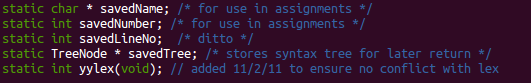 static char * savedName; /* for use in assignments */
static int savedNumber; /* for use in assignments */
static int savedLineNo;  /* ditto */
static TreeNode * savedTree; /* stores syntax tree for later return */
static int yylex(void); // added 11/2/11 to ensure no conflict with lex